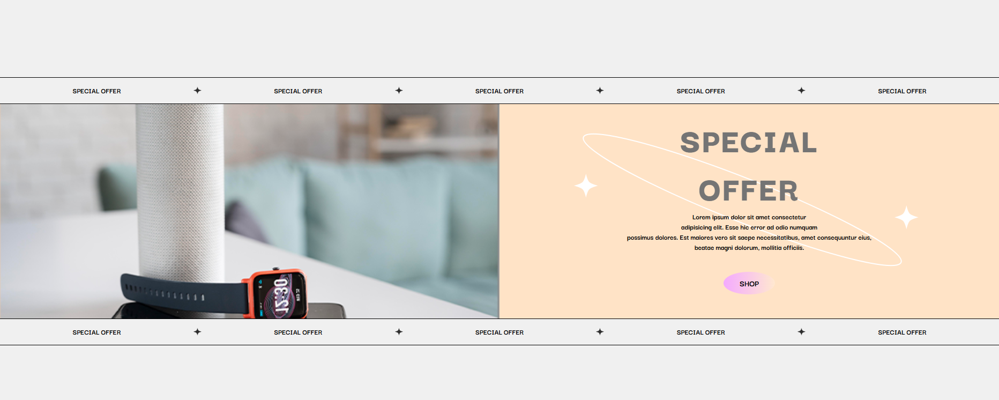 SPECIAL OFFER ✦ SPECIAL OFFER ✦ SPECIAL OFFER ✦ SPECIAL OFFER ✦ SPECIAL OFFER
SPECIAL
OFFER
Lorem ipsum dolor sit amet consectetur
adipisicing elit. Esse hic error ad odio numquam
possimus dolores. Est maiores vero sit saepe necessitatibus, amet consequuntur eius,
beatae magni dolorum, mollitia officiis.
SHOP
SPECIAL OFFER ✦ SPECIAL OFFER ✦ SPECIAL OFFER ✦ SPECIAL OFFER ✦ SPECIAL OFFER